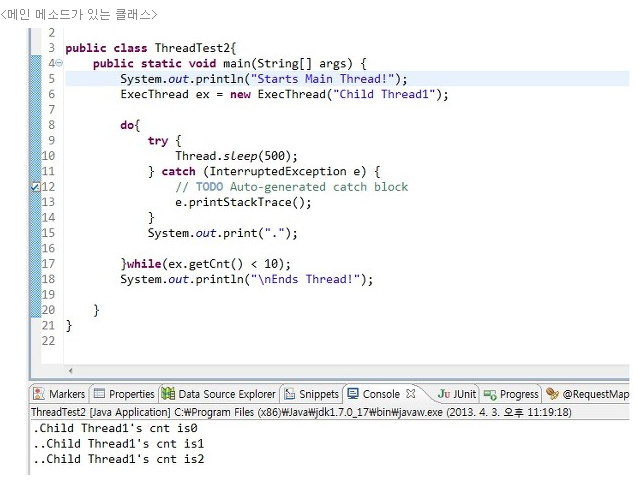 <메인 메소드가 있는 클래스>
2
3 public class ThreadTest2{
4 public static void main(String[] args) {
5 System.out.println("Starts Main Thread!");
6 ExecThread ex = new ExecThread("Child Thread1");
7
8 do{
9 try {
10 Thread.sleep(500);
11 } catch (InterruptedException e) {
12 // TODO Auto-generated catch block
13 e.printStackTrace();
14 }
15 System.out.print(".");
16
17 }while(ex.getCnt() < 10);
18 System.out.println("\nEnds Thread!");
19
20 }
21 }
22
Markers Properties Data Source Explorer Snippets Console JUnit Progress @RequestMap
ThreadTest2 [Java Application] C:₩Program Files (x86)₩Java₩jdk1.7.0_17₩bin₩javaw.exe (2013. 4. 3. 오후 11:19:18)
.Child Thread1's cnt is0
..Child Thread1's cnt is1
..Child Thread1's cnt is2